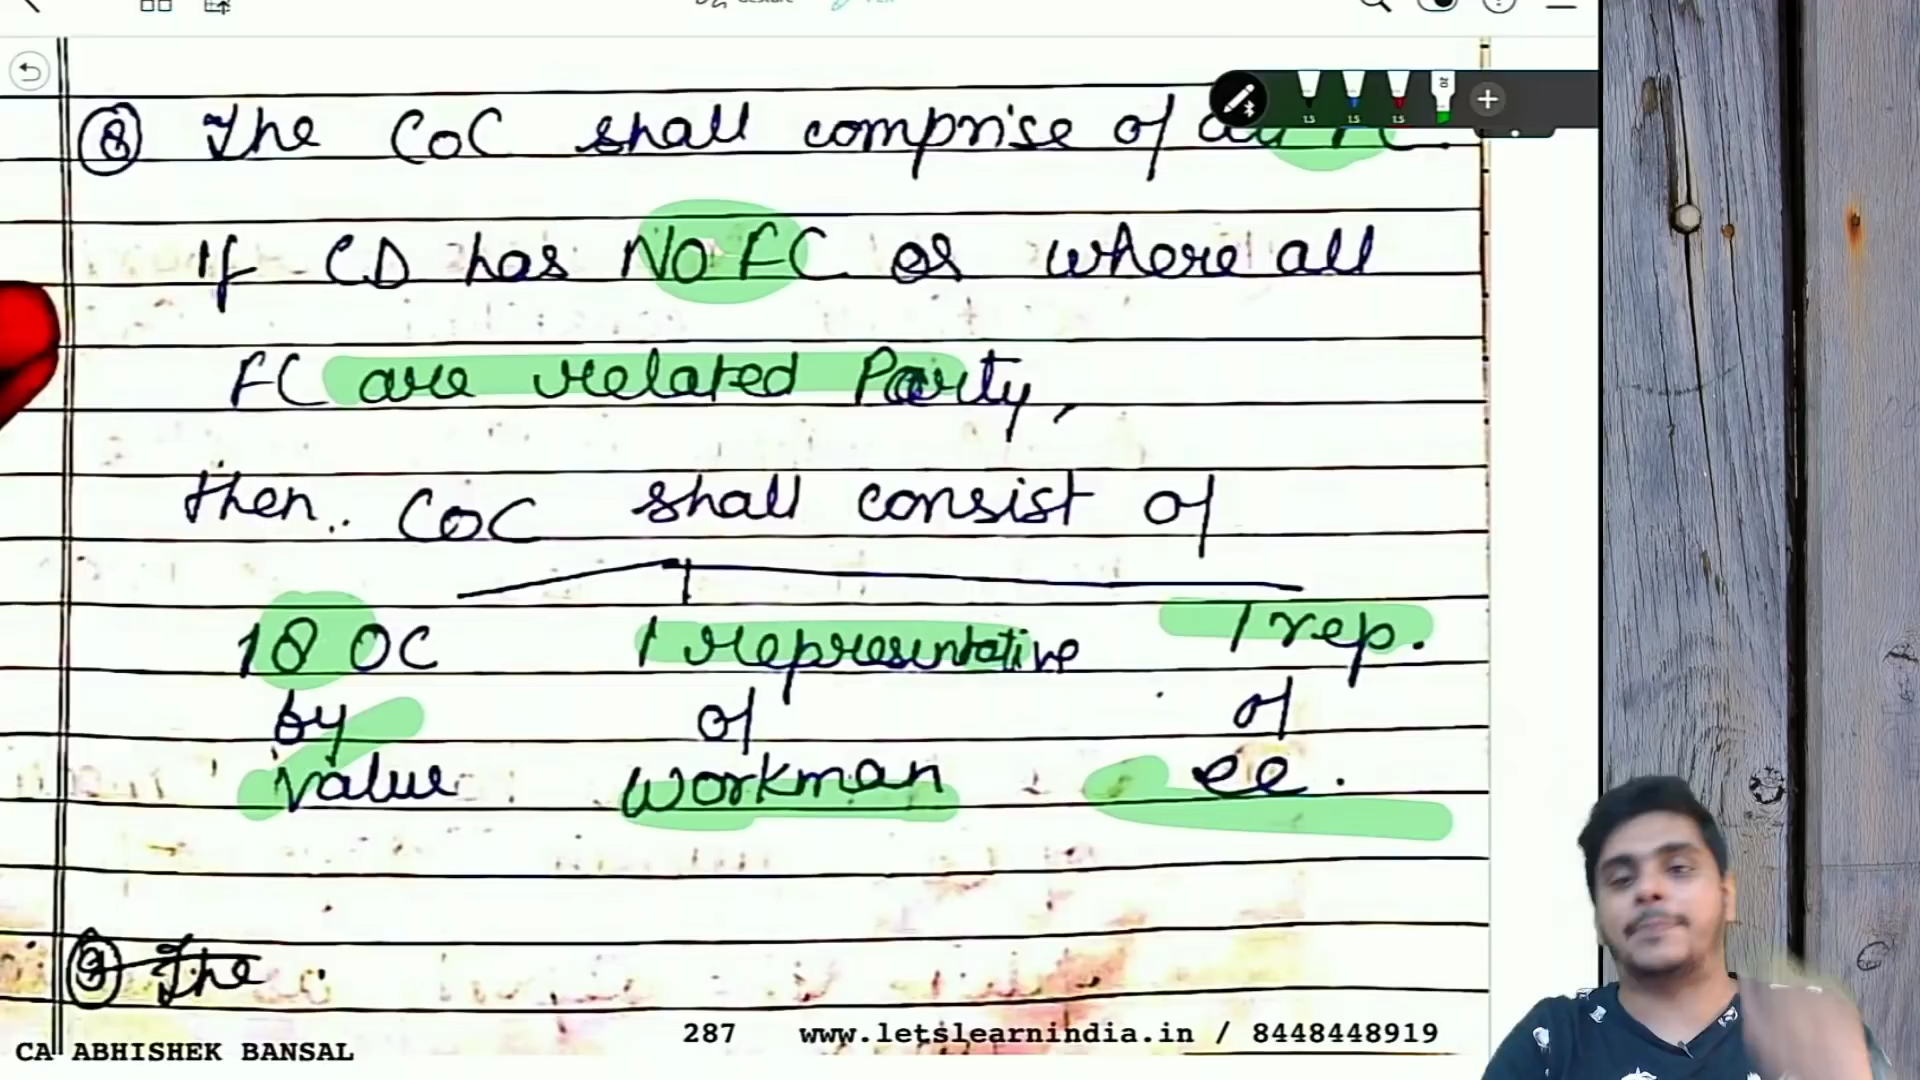 ⑧ The COC shall comprise of all FC.
If CD has NO FC or where all
FC are related Party,
then.. COC shall consist of
18 OC 1 representative 1 rep.
by of of
value workman ee.
⑨ The
287 www.letslearnindia.in / 8448448919
CA ABHISHEK BANSAL